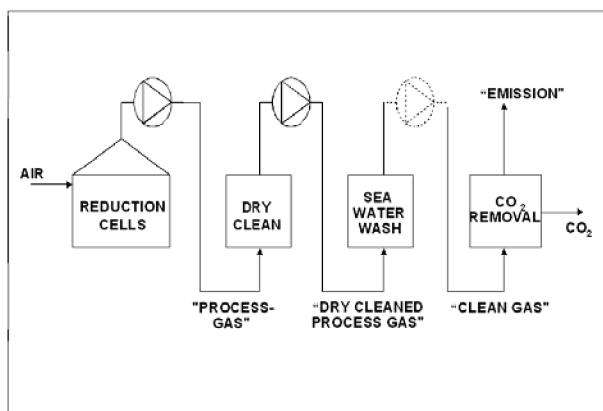 "EMISSION"
AIR
REDUCTION
CELLS
DRY
CLEAN
SEA
WATER
WASH
CO2
REMOVAL
CO2
"PROCESS-
GAS"
"DRY CLEANED
PROCESS GAS"
"CLEAN GAS"